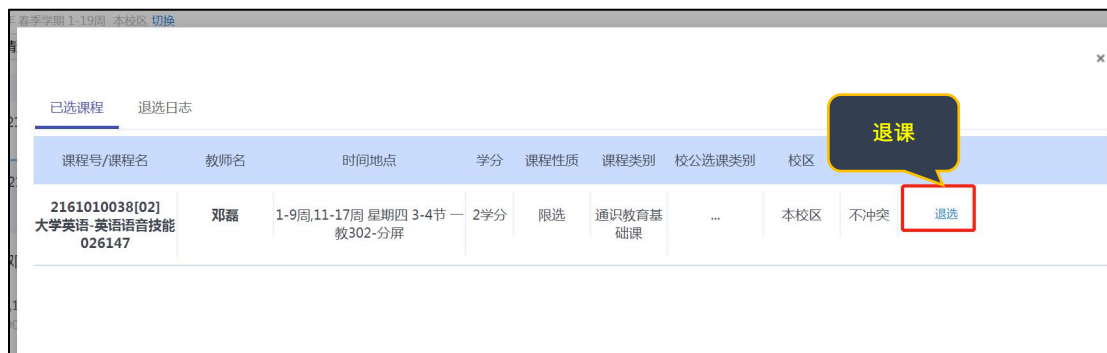 春季学期 1-19周 本校区 切换
×
已选课程 退选日志
退课
课程号/课程名 教师名 时间地点 学分 课程性质 课程类别 校公选课类别 校区
2161010038[02]
大学英语-英语语音技能
026147
邓磊
1-9周,11-17周 星期四 3-4节 一
教302-分屏
2学分
限选
通识教育基
础课
...
本校区
不冲突
退选